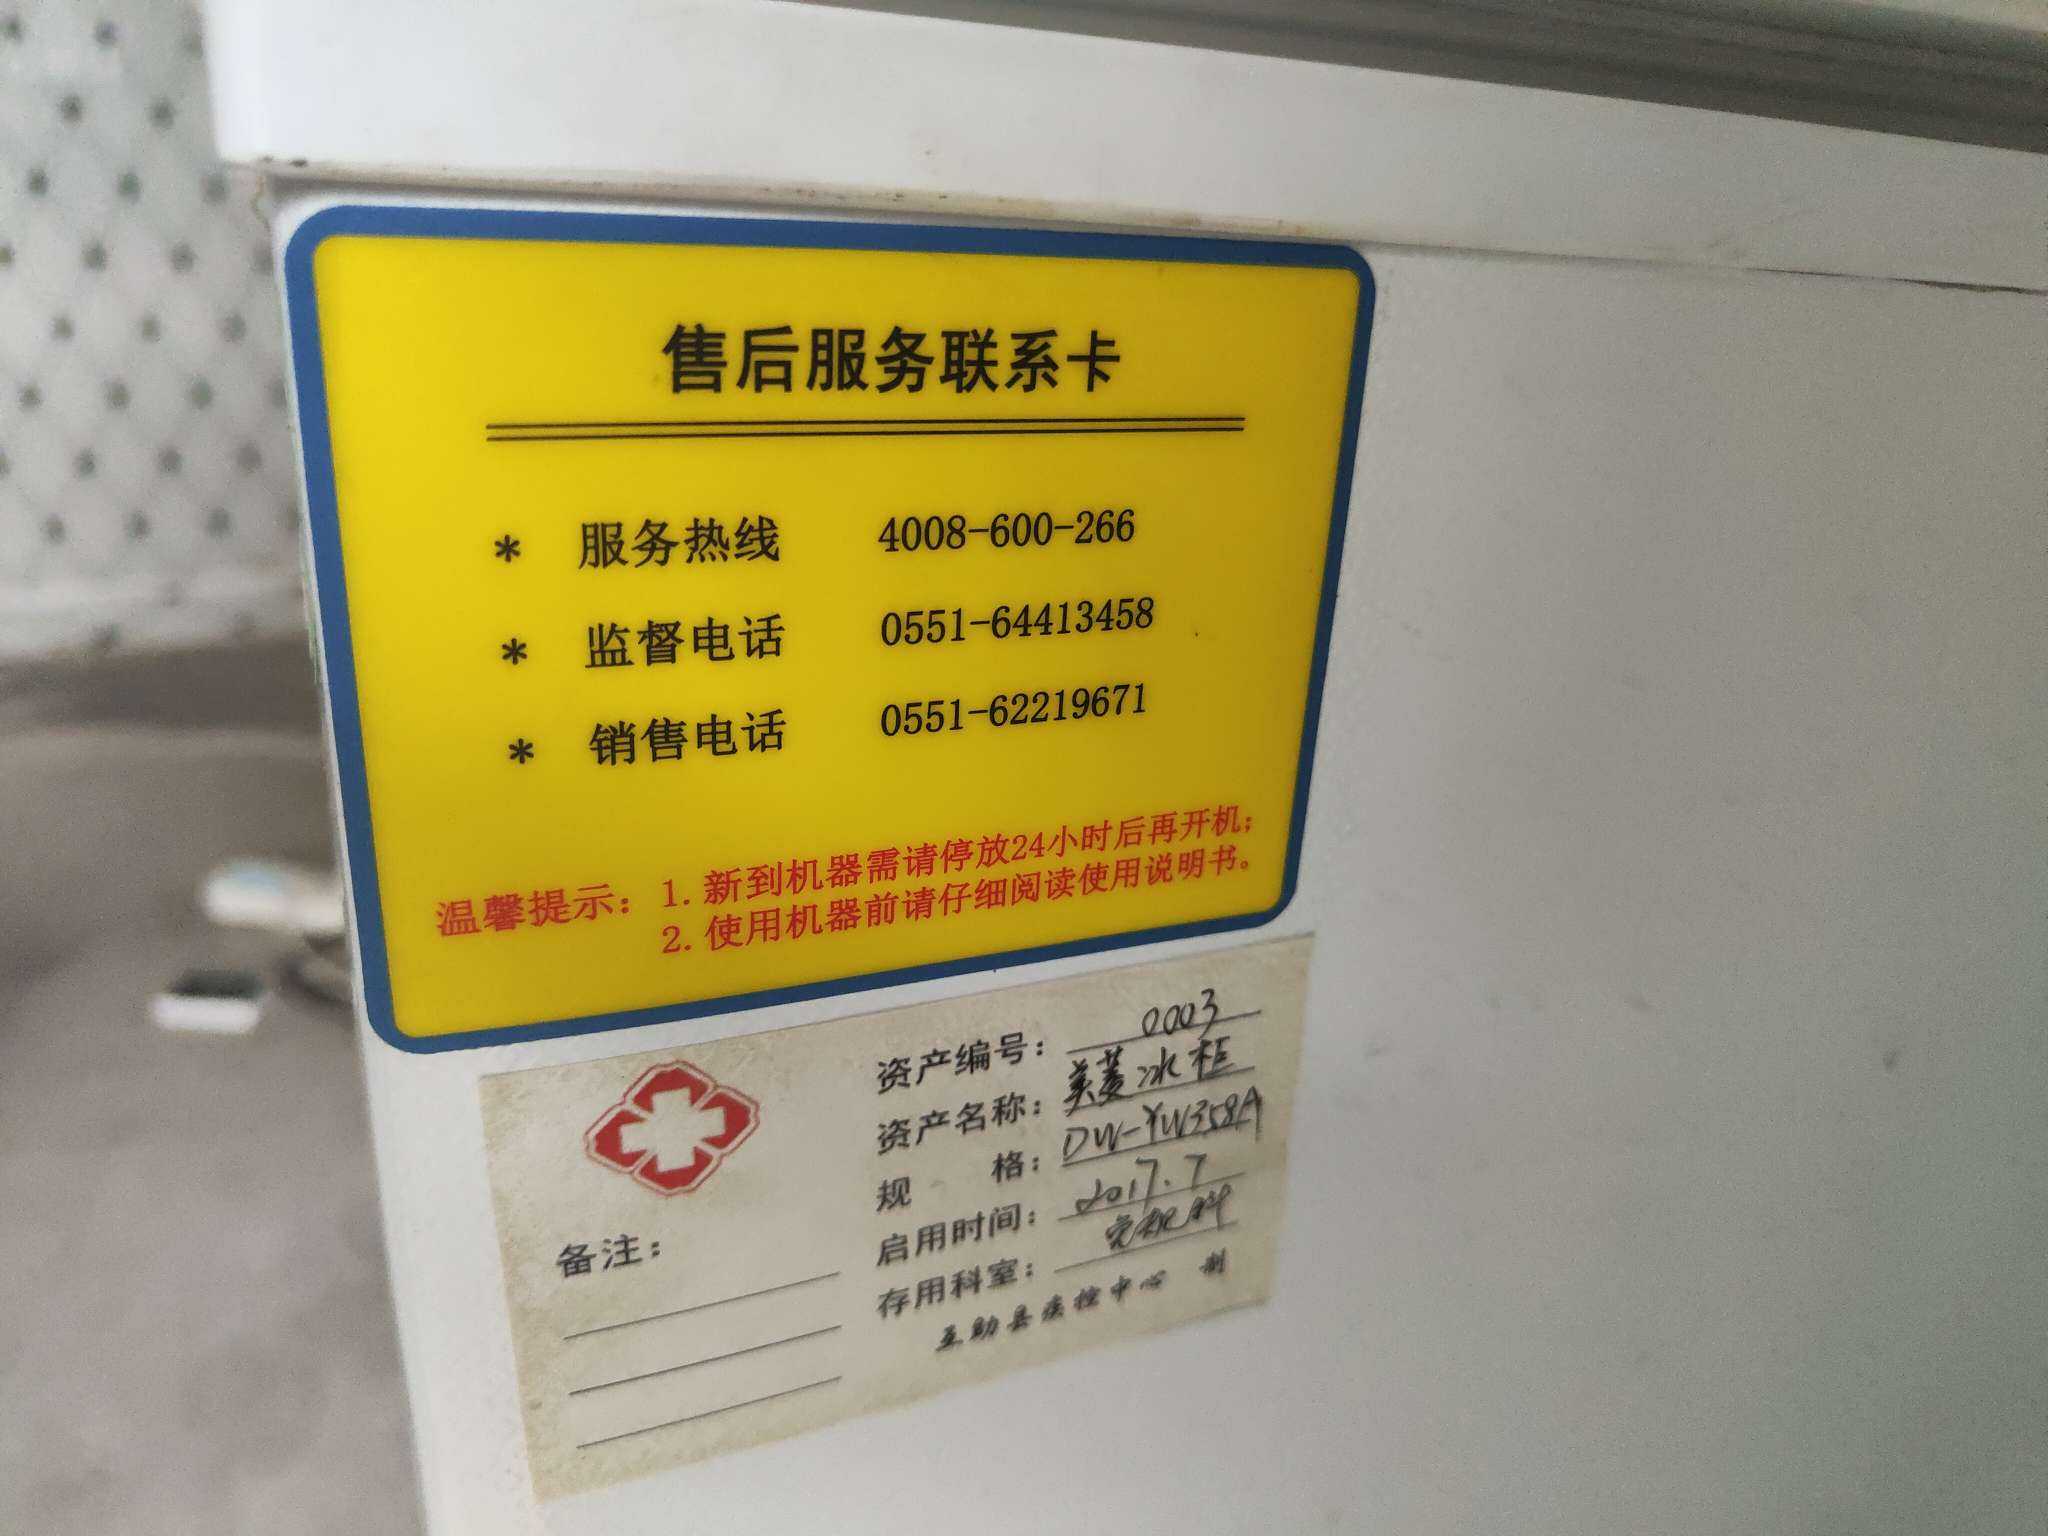 售后服务联系卡
* 服务热线 4008-600-266
* 监督电话 0551-64413458
* 销售电话 0551-62219671
温馨提示：1. 新到机器需请停放24小时后再开机；
2. 使用机器前请仔细阅读使用说明书。
资产编号： 0003
资产名称： 美菱冰柜
规 格： DW-YW358A
启用时间： 2017.7
存用科室： 免规科
互助县疾控中心 制
备注：